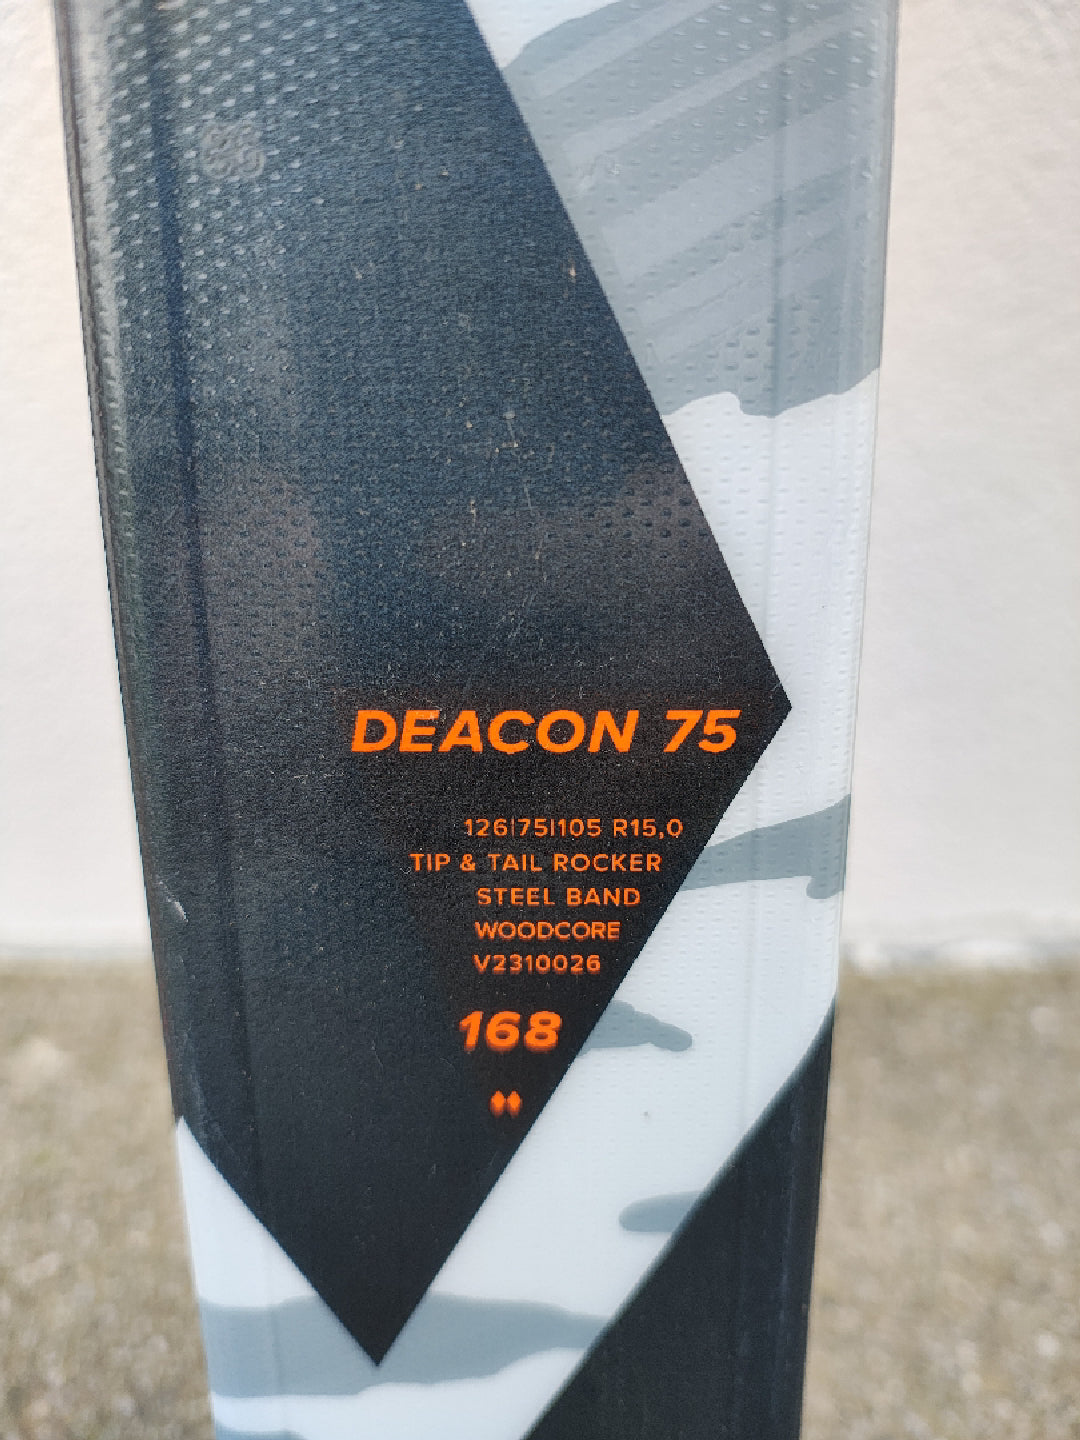 DEACON 75
126|75|105 R15,0
TIP & TAIL ROCKER
STEEL BAND
WOODCORE
V2310026
168